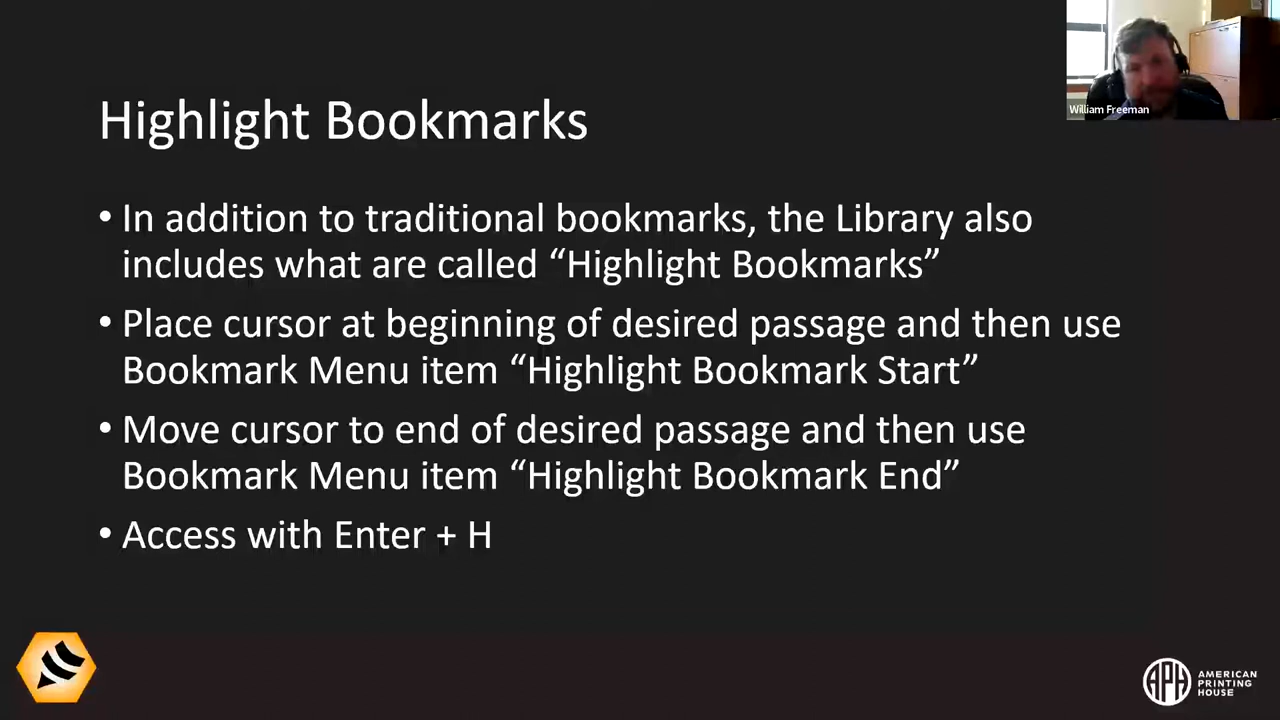 William Freeman
Highlight Bookmarks
• In addition to traditional bookmarks, the Library also
includes what are called “Highlight Bookmarks”
• Place cursor at beginning of desired passage and then use
Bookmark Menu item “Highlight Bookmark Start”
• Move cursor to end of desired passage and then use
Bookmark Menu item “Highlight Bookmark End”
• Access with Enter + H
APH
AMERICAN
PRINTING
HOUSE